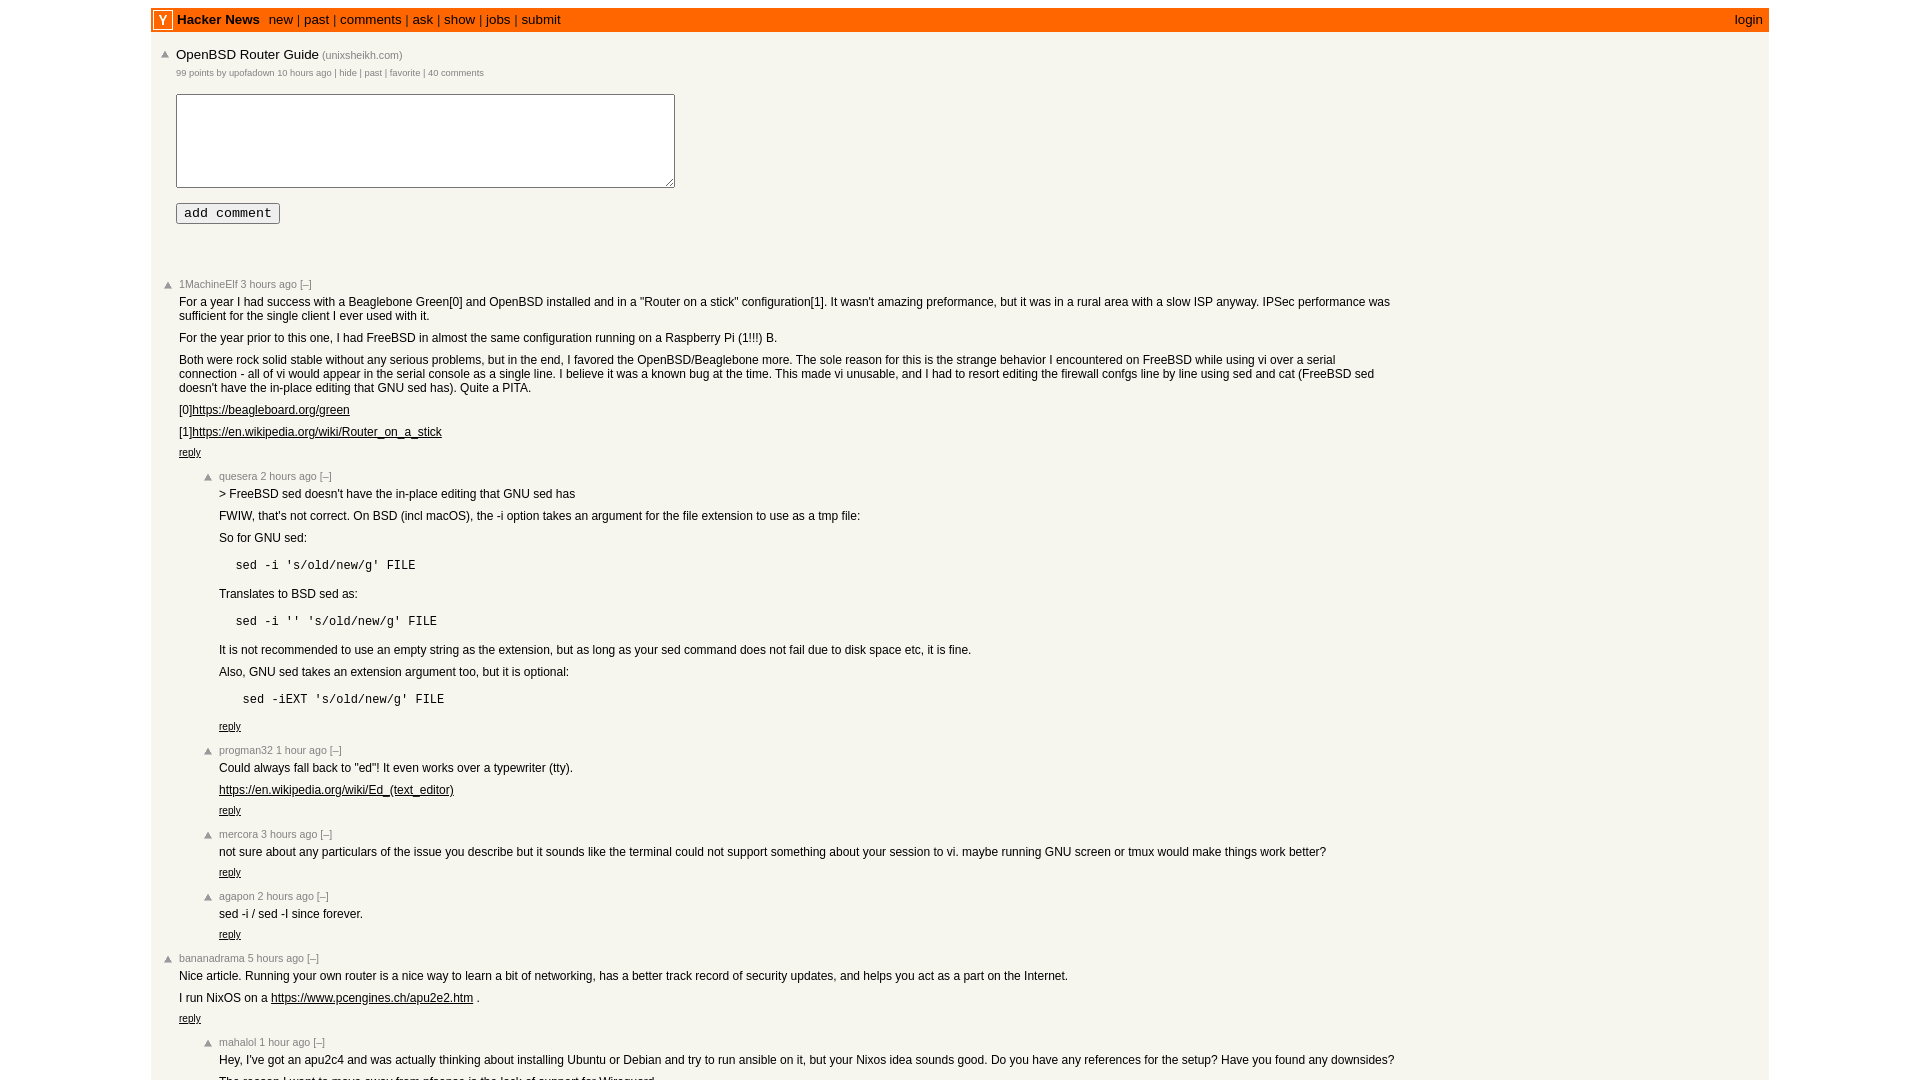 Y Hacker News new | past | comments | ask | show | jobs | submit login
OpenBSD Router Guide (unixsheikh.com)
99 points by upofadown 10 hours ago | hide | past | favorite | 40 comments
add comment
1MachineElf 3 hours ago [–]
For a year I had success with a Beaglebone Green[0] and OpenBSD installed and in a "Router on a stick" configuration[1]. It wasn't amazing preformance, but it was in a rural area with a slow ISP anyway. IPSec performance was
sufficient for the single client I ever used with it.
For the year prior to this one, I had FreeBSD in almost the same configuration running on a Raspberry Pi (1!!!) B.
Both were rock solid stable without any serious problems, but in the end, I favored the OpenBSD/Beaglebone more. The sole reason for this is the strange behavior I encountered on FreeBSD while using vi over a serial
connection - all of vi would appear in the serial console as a single line. I believe it was a known bug at the time. This made vi unusable, and I had to resort editing the firewall confgs line by line using sed and cat (FreeBSD sed
doesn't have the in-place editing that GNU sed has). Quite a PITA.
[0]https://beagleboard.org/green
[1]https://en.wikipedia.org/wiki/Router_on_a_stick
reply
quesera 2 hours ago [–]
> FreeBSD sed doesn't have the in-place editing that GNU sed has
FWIW, that's not correct. On BSD (incl macOS), the -i option takes an argument for the file extension to use as a tmp file:
So for GNU sed:
sed -i 's/old/new/g' FILE
Translates to BSD sed as:
sed -i '' 's/old/new/g' FILE
It is not recommended to use an empty string as the extension, but as long as your sed command does not fail due to disk space etc, it is fine.
Also, GNU sed takes an extension argument too, but it is optional:
sed -iEXT 's/old/new/g' FILE
reply
progman32 1 hour ago [–]
Could always fall back to "ed"! It even works over a typewriter (tty).
https://en.wikipedia.org/wiki/Ed_(text_editor)
reply
mercora 3 hours ago [–]
not sure about any particulars of the issue you describe but it sounds like the terminal could not support something about your session to vi. maybe running GNU screen or tmux would make things work better?
reply
agapon 2 hours ago [–]
sed -i / sed -I since forever.
reply
bananadrama 5 hours ago [–]
Nice article. Running your own router is a nice way to learn a bit of networking, has a better track record of security updates, and helps you act as a part on the Internet.
I run NixOS on a https://www.pcengines.ch/apu2e2.htm .
reply
mahalol 1 hour ago [–]
Hey, I've got an apu2c4 and was actually thinking about installing Ubuntu or Debian and try to run ansible on it, but your Nixos idea sounds good. Do you have any references for the setup? Have you found any downsides?
The reason I want to move away from pfsense is the lack of support for Wireguard